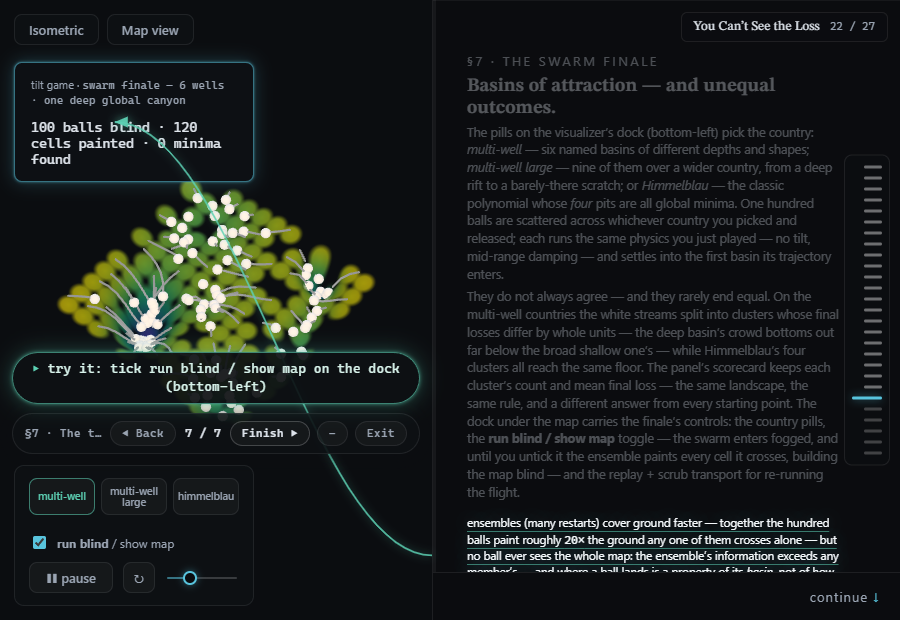 Isometric
Map view
tilt game · swarm finale — 6 wells
· one deep global canyon
100 balls blind · 120
cells painted · 0 minima
found
▸ try it: tick run blind / show map on the dock
(bottom-left)
§7 · The t…
◂ Back
7 / 7
Finish ▸
–
Exit
multi-well
multi-well
large
himmelblau
run blind / show map
pause
↻
You Can't See the Loss 22 / 27
§7 · THE SWARM FINALE
Basins of attraction — and unequal
outcomes.
The pills on the visualizer's dock (bottom-left) pick the country:
multi-well — six named basins of different depths and shapes;
multi-well large — nine of them over a wider country, from a deep
rift to a barely-there scratch; or Himmelblau — the classic
polynomial whose four pits are all global minima. One hundred
balls are scattered across whichever country you picked and
released; each runs the same physics you just played — no tilt,
mid-range damping — and settles into the first basin its trajectory
enters.
They do not always agree — and they rarely end equal. On the
multi-well countries the white streams split into clusters whose final
losses differ by whole units — the deep basin's crowd bottoms out
far below the broad shallow one's — while Himmelblau's four
clusters all reach the same floor. The panel's scorecard keeps each
cluster's count and mean final loss — the same landscape, the
same rule, and a different answer from every starting point. The
dock under the map carries the finale's controls: the country pills,
the run blind / show map toggle — the swarm enters fogged, and
until you untick it the ensemble paints every cell it crosses, building
the map blind — and the replay + scrub transport for re-running
the flight.
ensembles (many restarts) cover ground faster — together the hundred
balls paint roughly 20× the ground any one of them crosses alone — but
no ball ever sees the whole map: the ensemble's information exceeds any
member's — and where a ball lands is a property of its basin, not of how
continue ↓